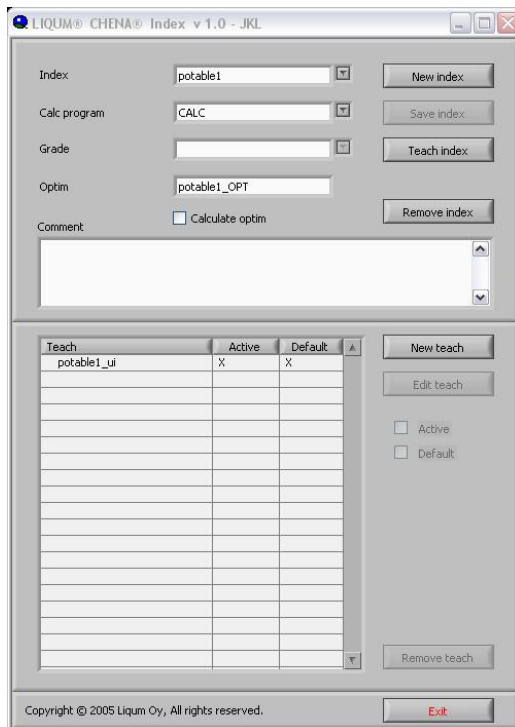 LIQUM® CHENA® Index v 1.0 - JKL
Index potable1 New index
Calc program CALC Save index
Grade Teach index
Optim potable1_OPT
Calculate optim Remove index
Comment
Teach Active Default New teach
potable1_ui X X
Edit teach
Active
Default
Remove teach
Copyright © 2005 Liqum Oy, All rights reserved. Exit